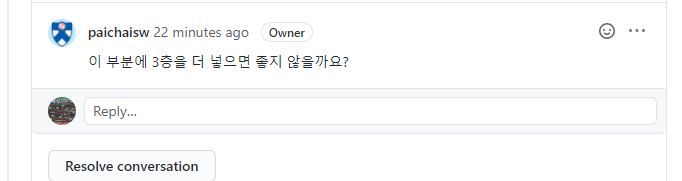 paichaisw 22 minutes ago Owner
이 부분에 3층을 더 넣으면 좋지 않을까요?
Reply...
Resolve conversation